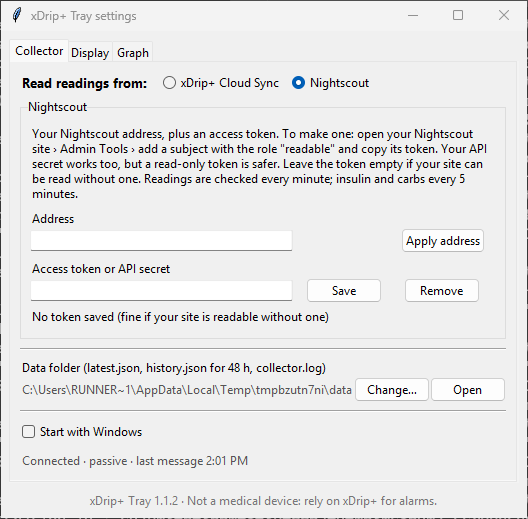 xDrip+ Tray settings
Collector Display Graph
Read readings from: xDrip+ Cloud Sync Nightscout
Nightscout
Your Nightscout address, plus an access token. To make one: open your Nightscout
site › Admin Tools › add a subject with the role "readable" and copy its token. Your API
secret works too, but a read-only token is safer. Leave the token empty if your site can
be read without one. Readings are checked every minute; insulin and carbs every 5
minutes.
Address
Apply address
Access token or API secret
Save Remove
No token saved (fine if your site is readable without one)
Data folder (latest.json, history.json for 48 h, collector.log)
C:\Users\RUNNER~1\AppData\Local\Temp\tmpbzutn7ni\data Change... Open
Start with Windows
Connected · passive · last message 2:01 PM
xDrip+ Tray 1.1.2 · Not a medical device: rely on xDrip+ for alarms.